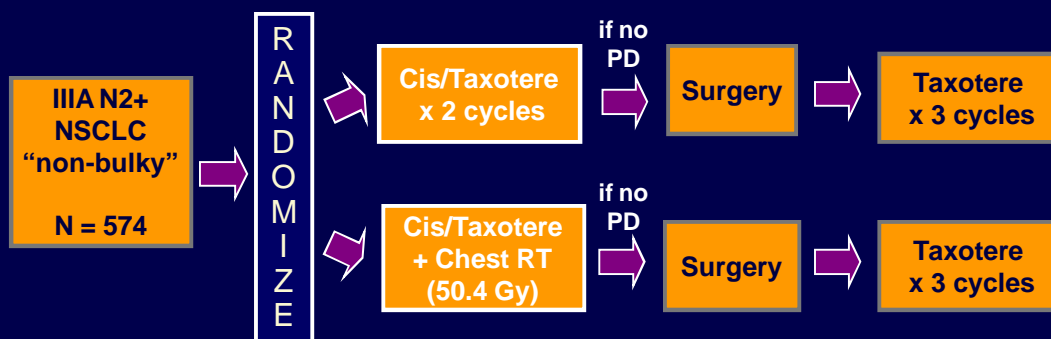 IIIA N2+
NSCLC
“non-bulky”
N = 574
R
A
N
D
O
M
I
Z
E
Cis/Taxotere
x 2 cycles
if no
PD
Surgery
Taxotere
x 3 cycles
Cis/Taxotere
+ Chest RT
(50.4 Gy)
if no
PD
Surgery
Taxotere
x 3 cycles